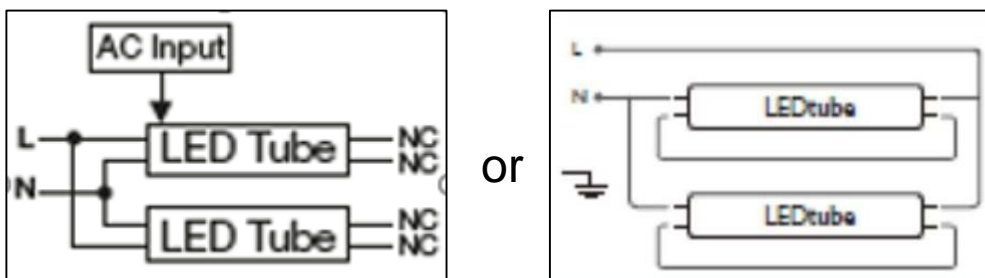 AC Input
L
LED Tube
NC
NC
N
LED Tube
NC
NC
or
L
N
LEDtube
LEDtube